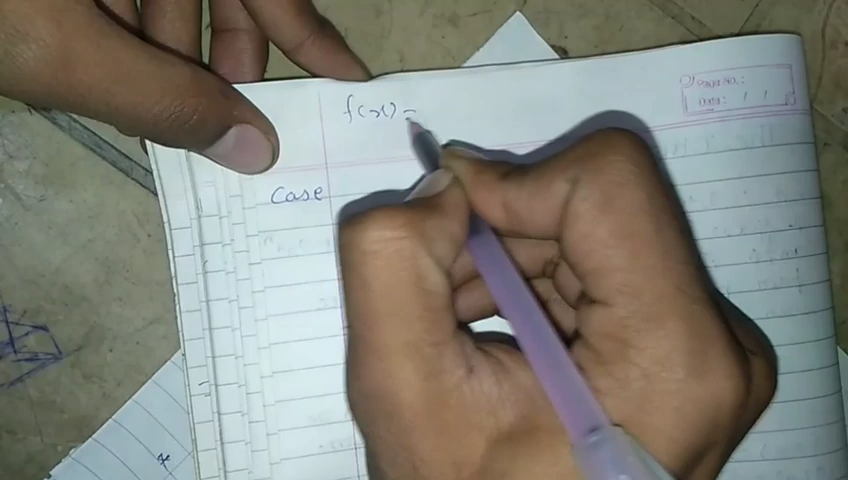 f(x) =
Page No.:
Date: / /
Case